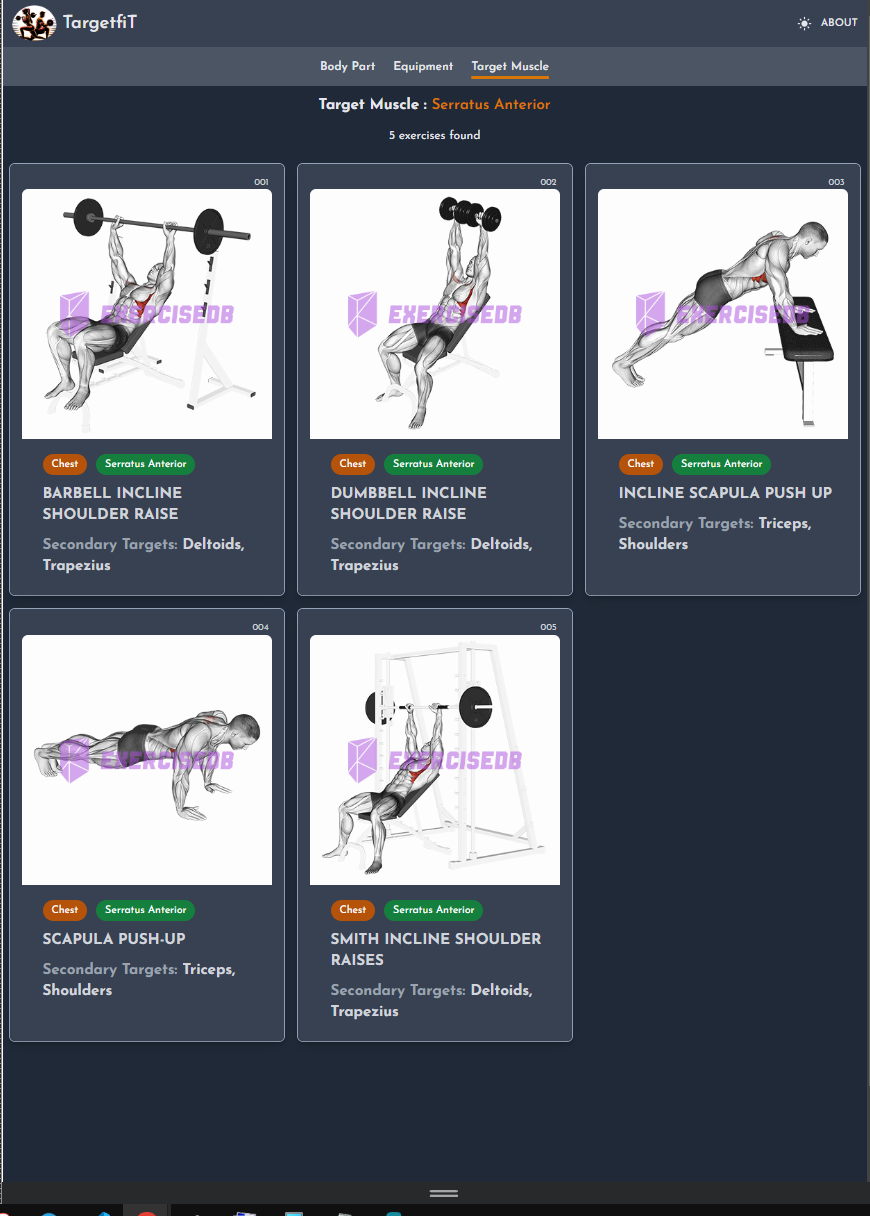 TargetfiT
ABOUT
Body Part Equipment Target Muscle
Target Muscle : Serratus Anterior
5 exercises found
001
EXERCISEDB
Chest Serratus Anterior
BARBELL INCLINE
SHOULDER RAISE
Secondary Targets: Deltoids,
Trapezius
002
EXERCISEDB
Chest Serratus Anterior
DUMBBELL INCLINE
SHOULDER RAISE
Secondary Targets: Deltoids,
Trapezius
003
EXERCISEDB
Chest Serratus Anterior
INCLINE SCAPULA PUSH UP
Secondary Targets: Triceps,
Shoulders
004
EXERCISEDB
Chest Serratus Anterior
SCAPULA PUSH-UP
Secondary Targets: Triceps,
Shoulders
005
EXERCISEDB
Chest Serratus Anterior
SMITH INCLINE SHOULDER
RAISES
Secondary Targets: Deltoids,
Trapezius